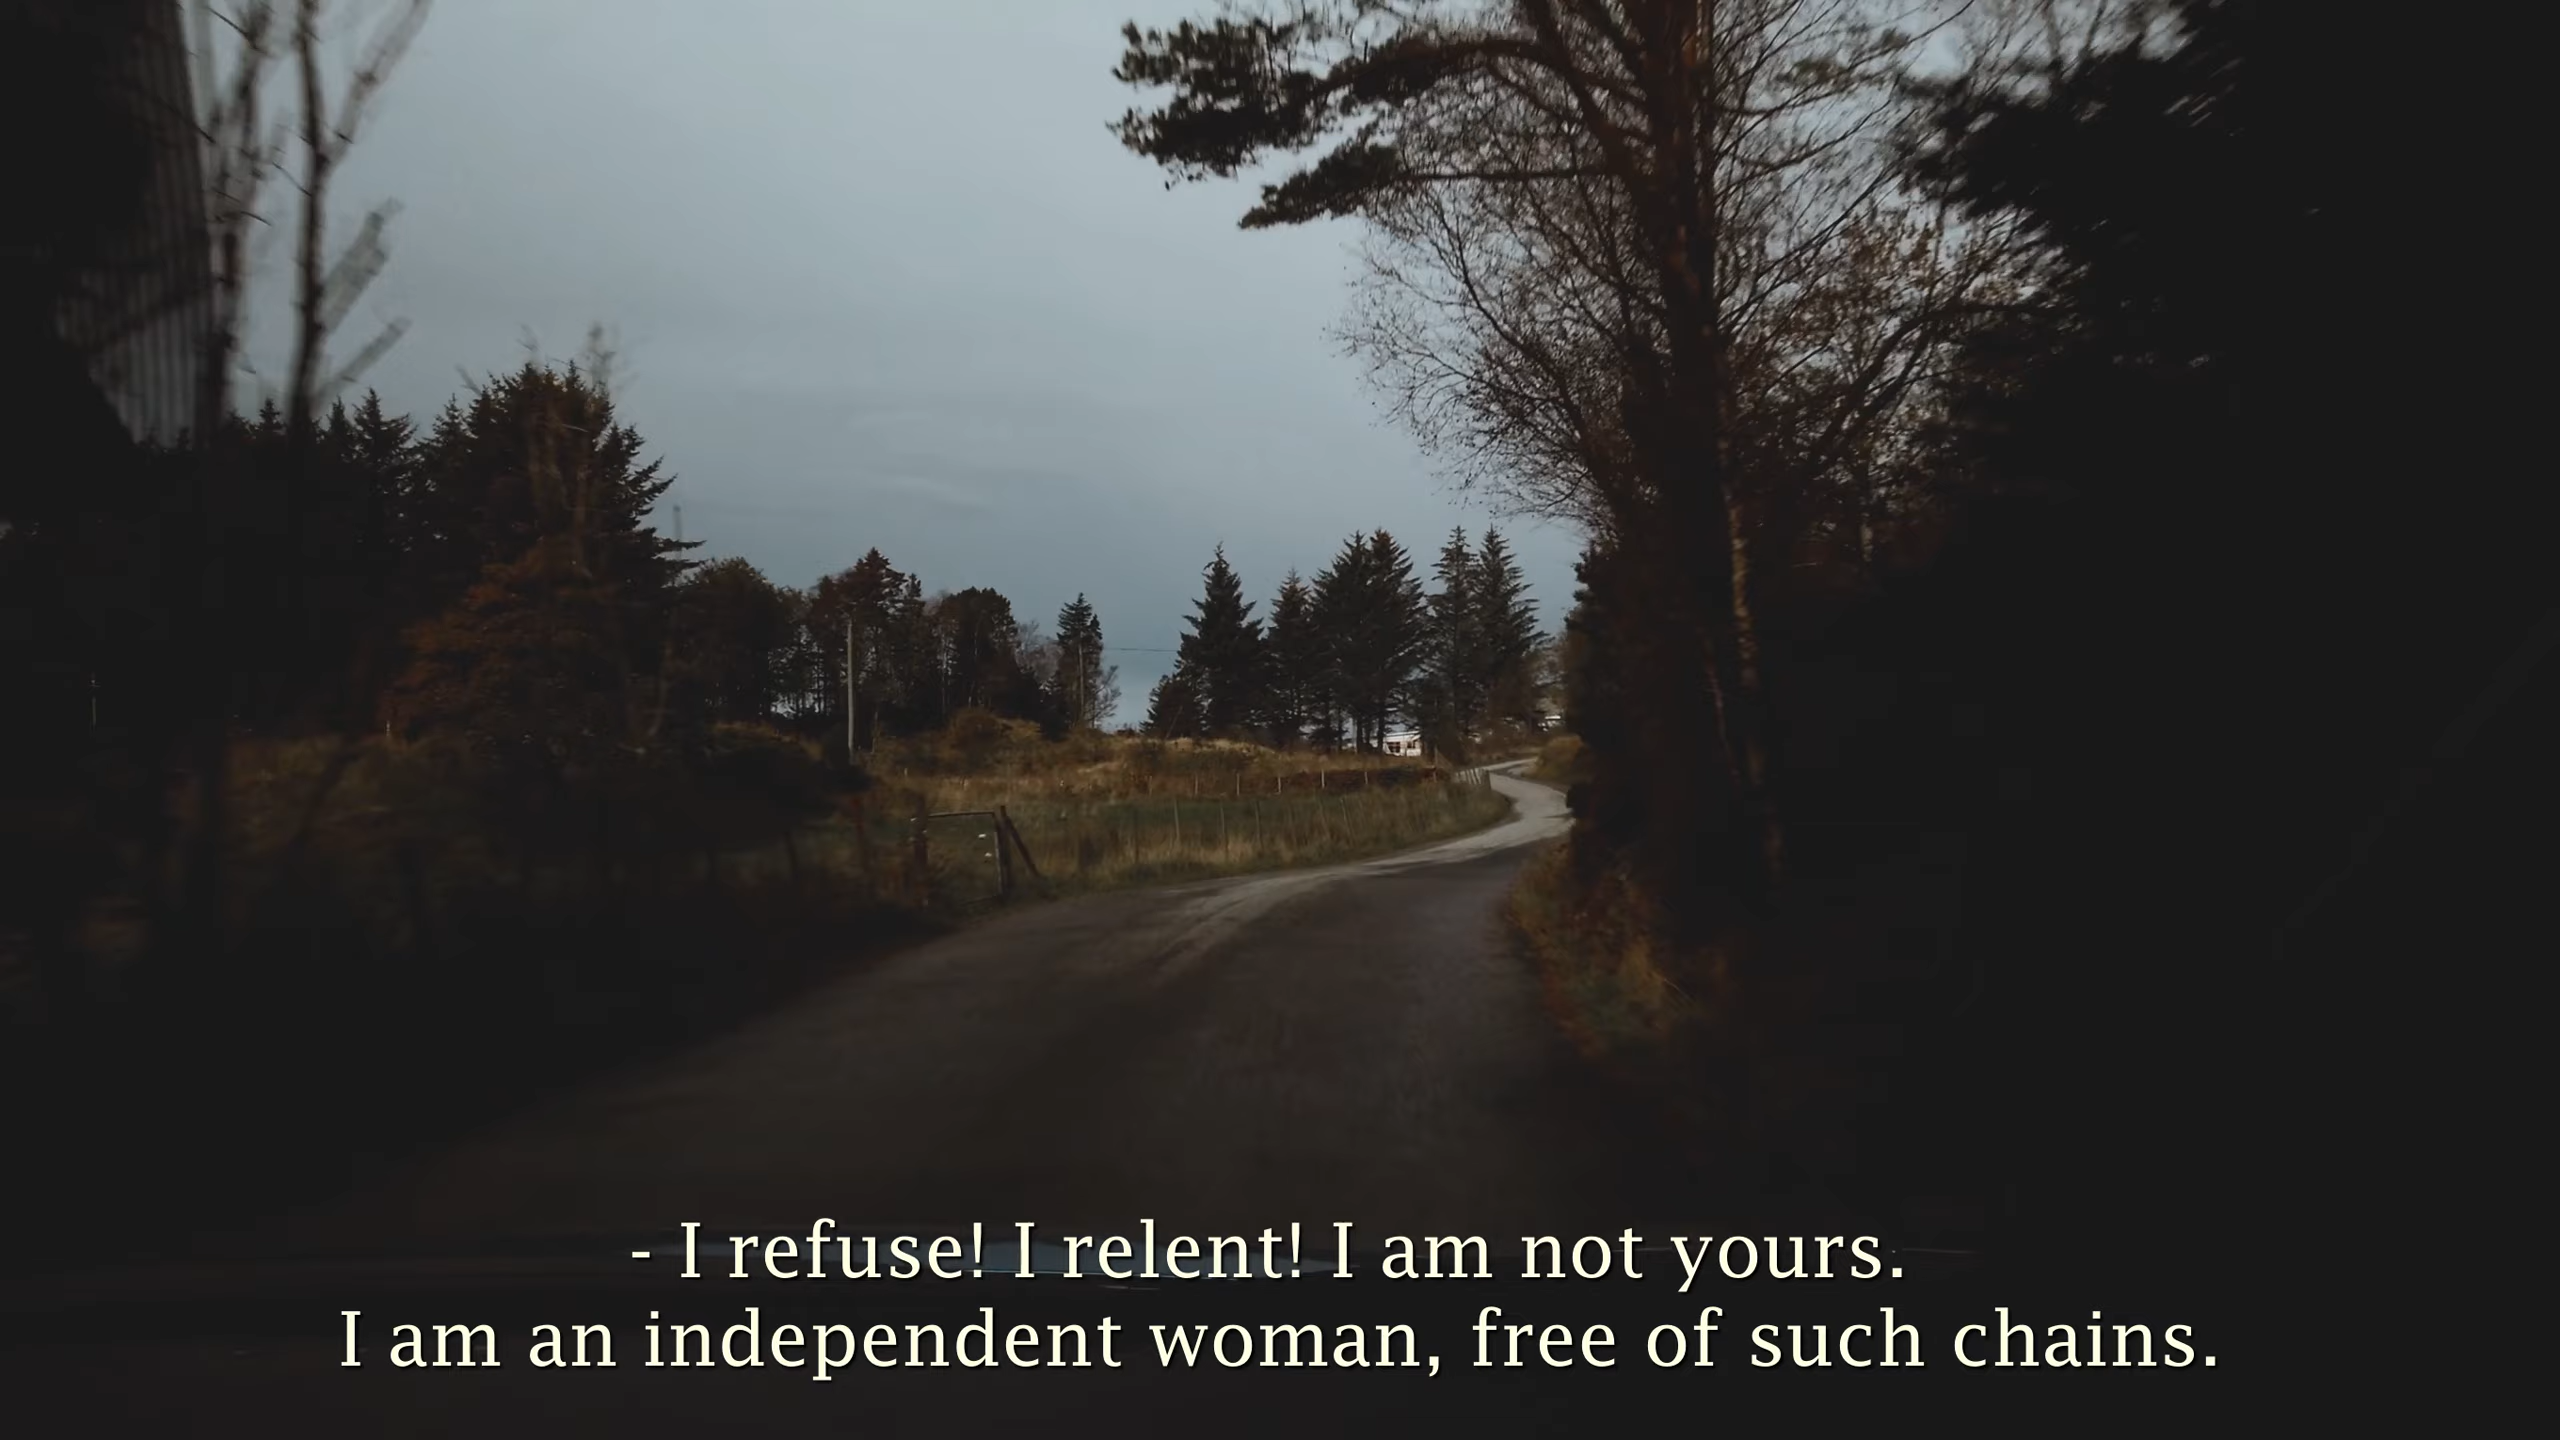 - I refuse! I relent! I am not yours.
I am an independent woman, free of such chains.